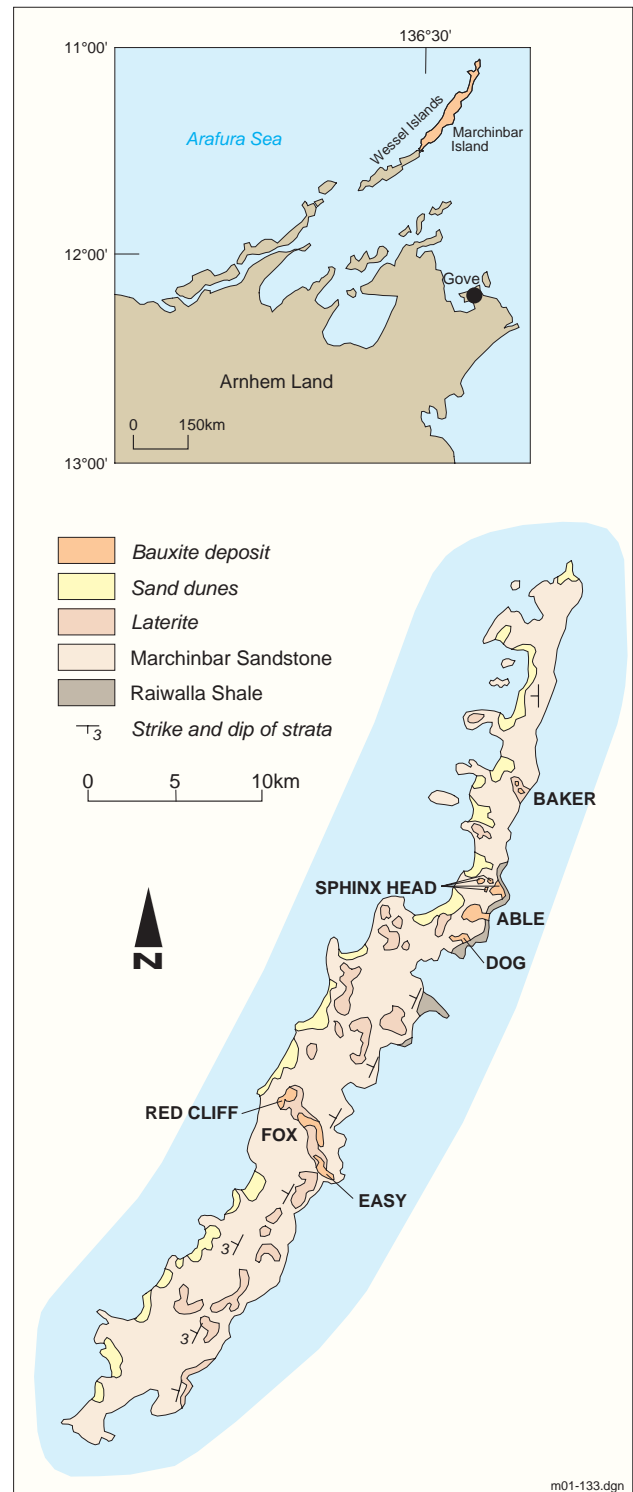 136°30'
11°00'
Arafura Sea
Wessel Islands
Marchinbar
Island
12°00'
Gove
Arnhem Land
0 150km
13°00'
Bauxite deposit
Sand dunes
Laterite
Marchinbar Sandstone
Raiwalla Shale
3 Strike and dip of strata
0 5 10km
BAKER
SPHINX HEAD
ABLE
N
DOG
RED CLIFF
FOX
EASY
3
3
m01-133.dgn